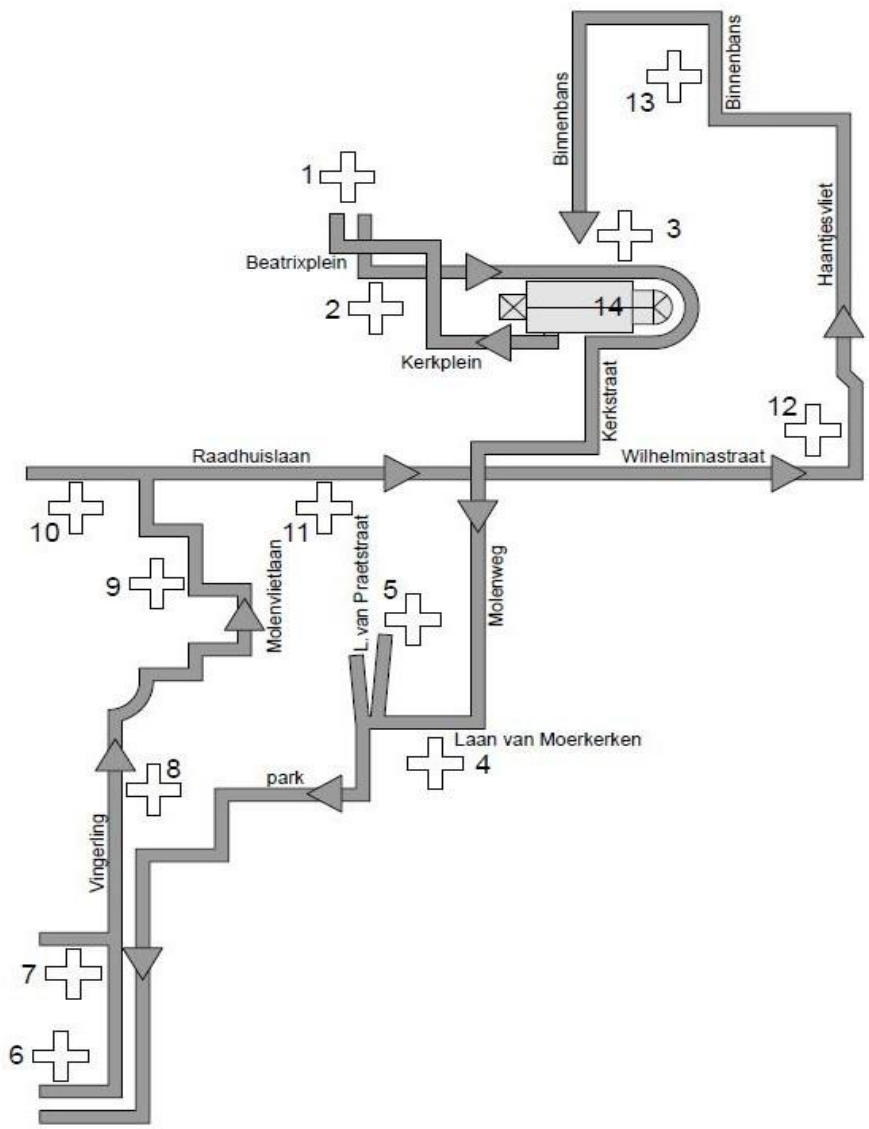 Binnenbans
Binnenbans
13
1
3
Beatrixplein
Haantjesvliet
2
14
Kerkplein
Kerkstraat
12
Raadhuislaan
Wilhelminastraat
10
11
L. van Praetstraat
Molenvlietlaan
9
5
Molenweg
Laan van Moerkerken
4
8
park
Vingerling
7
6